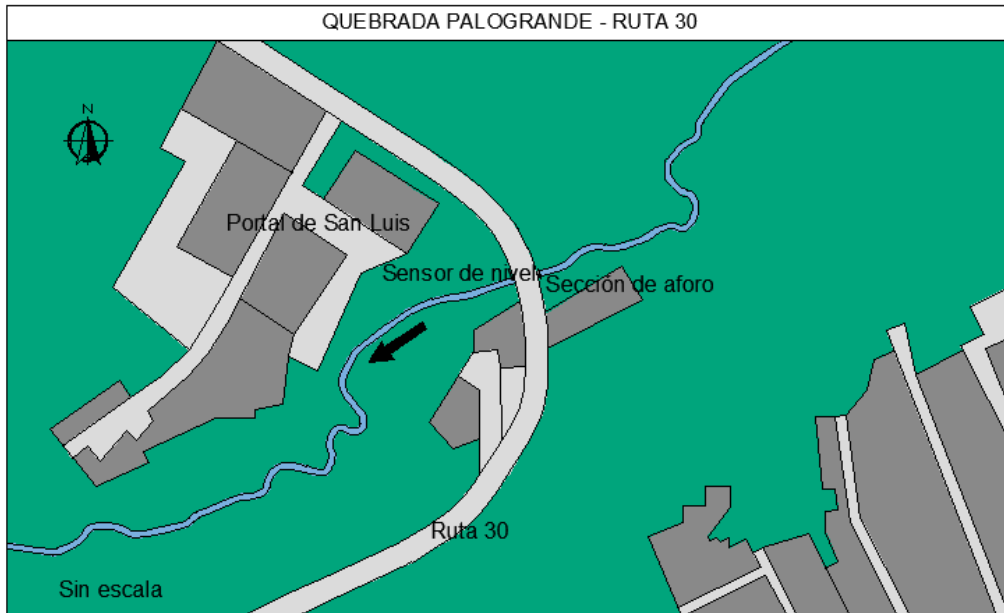 QUEBRADA PALOGRANDE - RUTA 30
N
Portal de San Luis
Sensor de nivel
Sección de aforo
Ruta 30
Sin escala